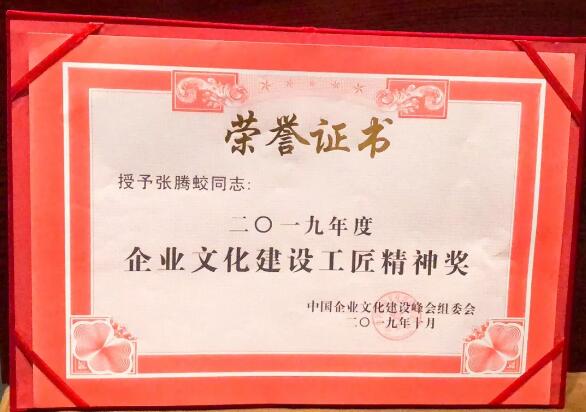 荣誉证书
授予张腾蛟同志：
二〇一九年度
企业文化建设工匠精神奖
中国企业文化建设峰会组委会
二〇一九年十月